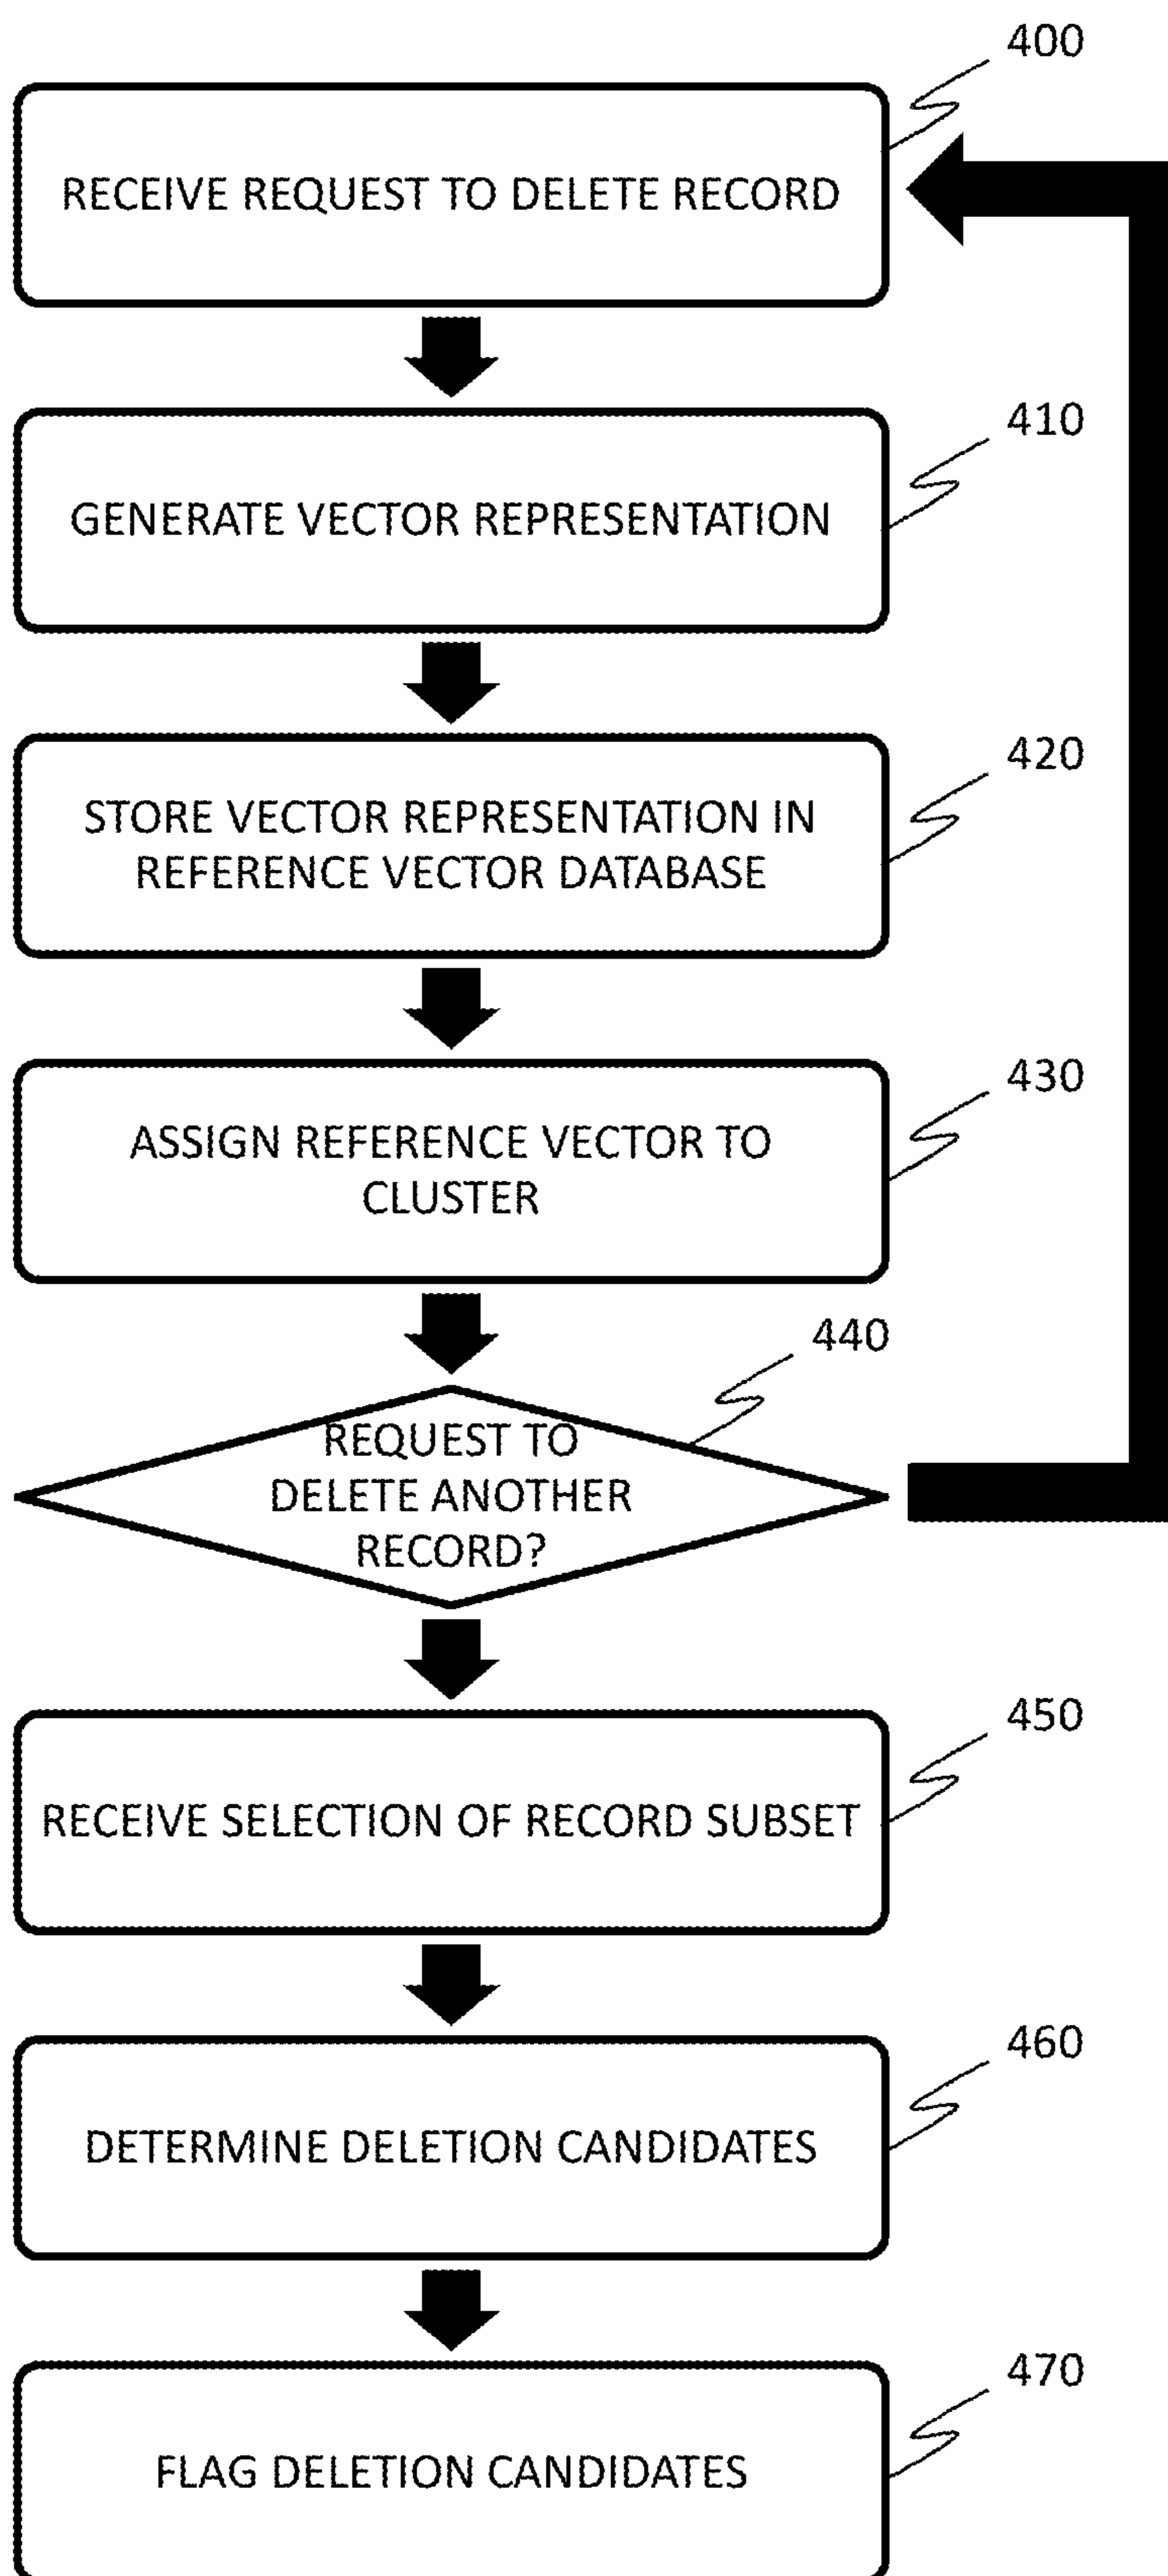 400
RECEIVE REQUEST TO DELETE RECORD
410
GENERATE VECTOR REPRESENTATION
420
STORE VECTOR REPRESENTATION IN
REFERENCE VECTOR DATABASE
430
ASSIGN REFERENCE VECTOR TO
CLUSTER
440
REQUEST TO
DELETE ANOTHER
RECORD?
450
RECEIVE SELECTION OF RECORD SUBSET
460
DETERMINE DELETION CANDIDATES
470
FLAG DELETION CANDIDATES